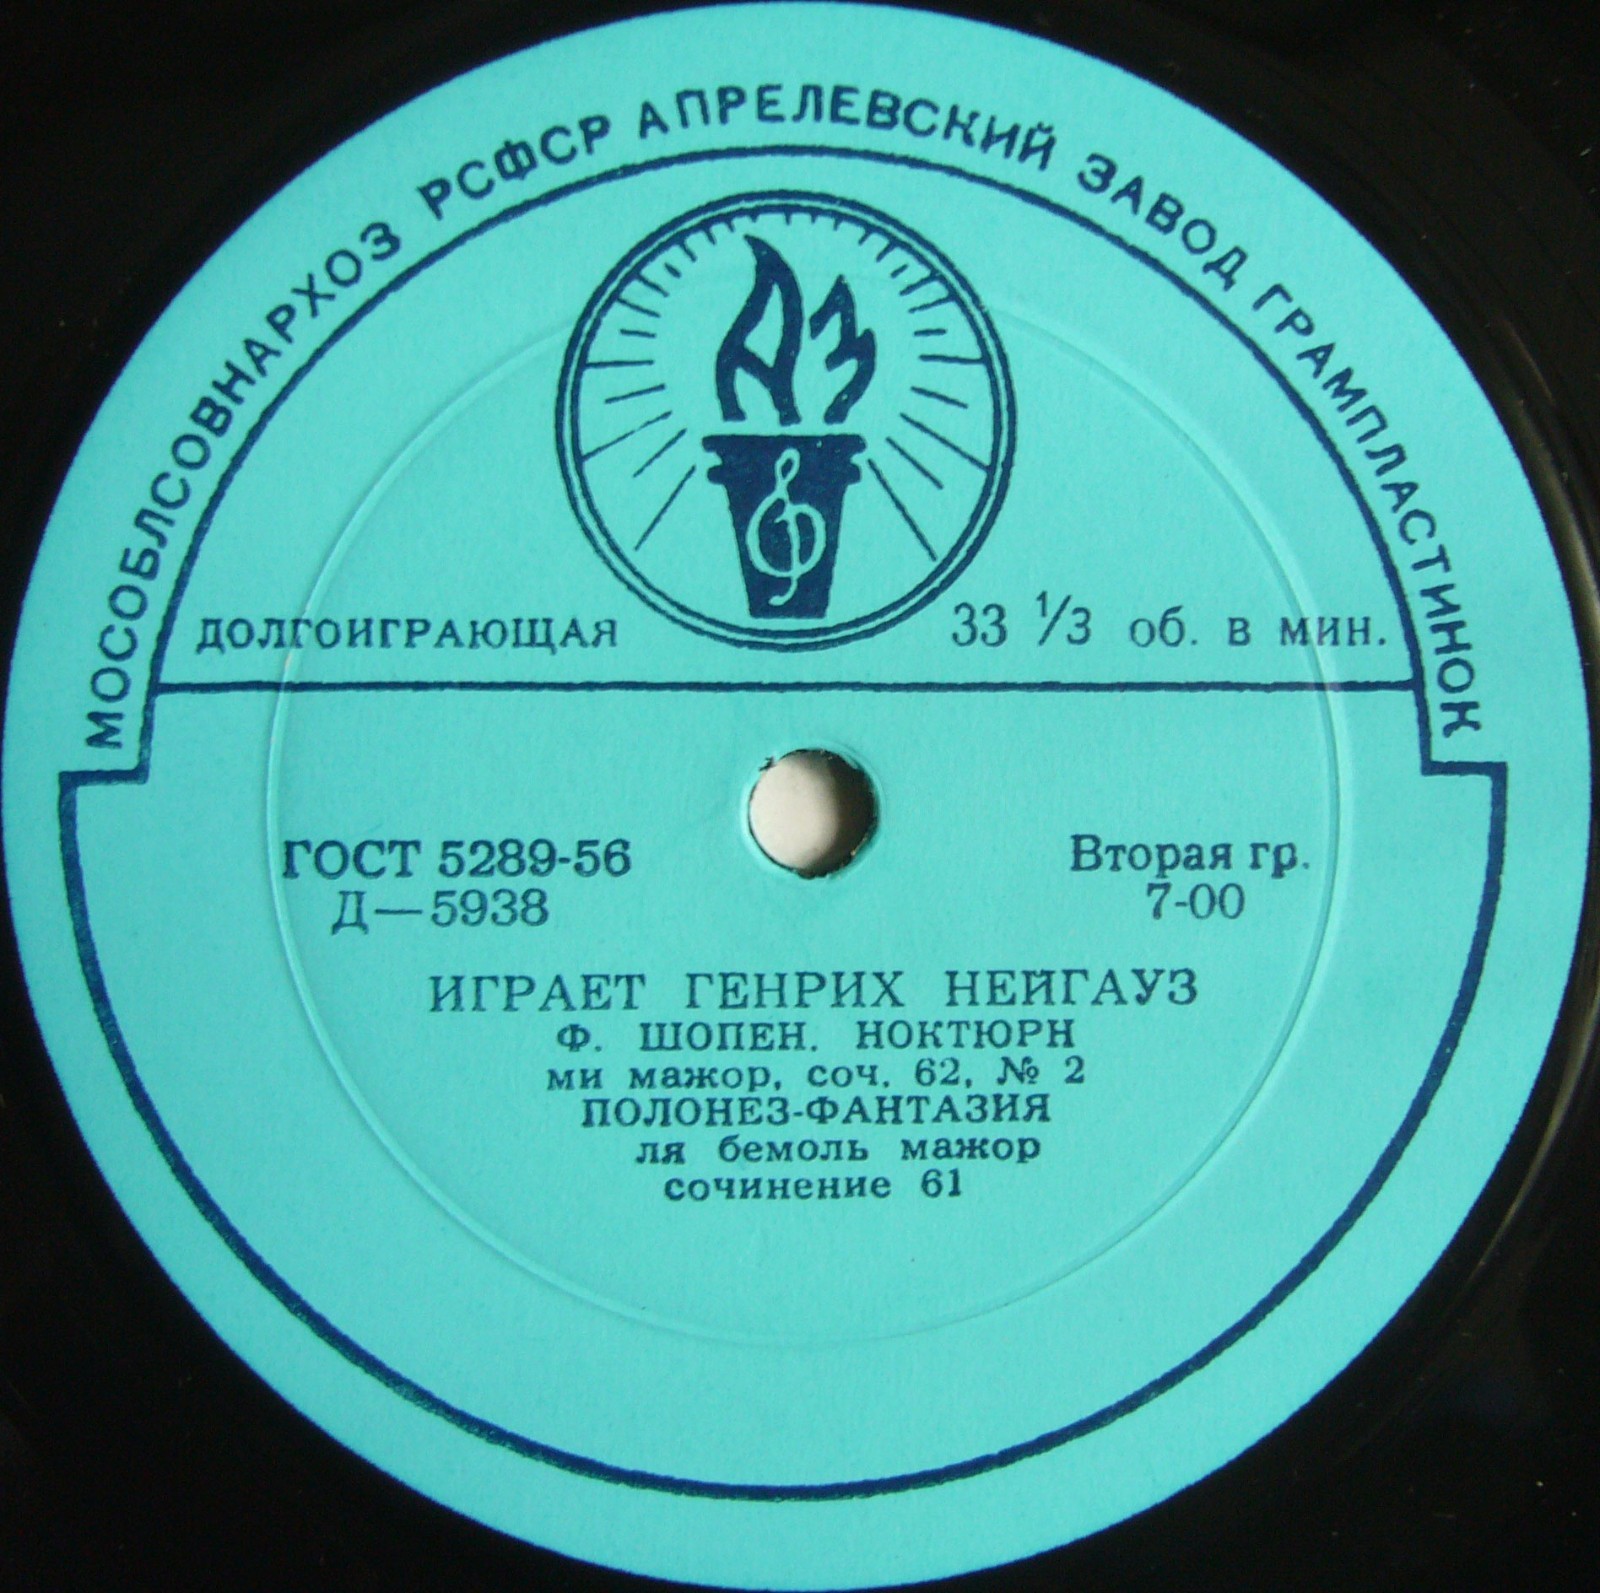 МОСОБЛСОВНАРХОЗ РСФСР АПРЕЛЕВСКИЙ ЗАВОД ГРАМПЛАСТИНОК
АЗ
ДОЛГОИГРАЮЩАЯ 33 1/3 об. в мин.
ГОСТ 5289-56 Вторая гр.
Д—5938 7-00
ИГРАЕТ ГЕНРИХ НЕЙГАУЗ
Ф. ШОПЕН. НОКТЮРН
ми мажор, соч. 62, № 2
ПОЛОНЕЗ-ФАНТАЗИЯ
ля бемоль мажор
сочинение 61